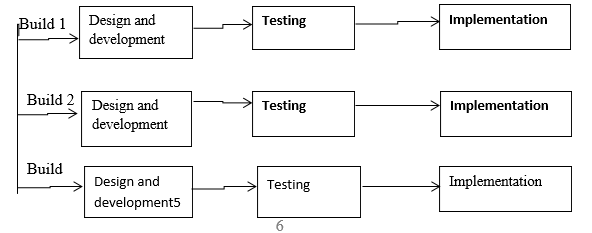 Build 1
Design and
development
Testing
Implementation
Build 2
Design and
development
Testing
Implementation
Build
Design and
development5
Testing
Implementation
6